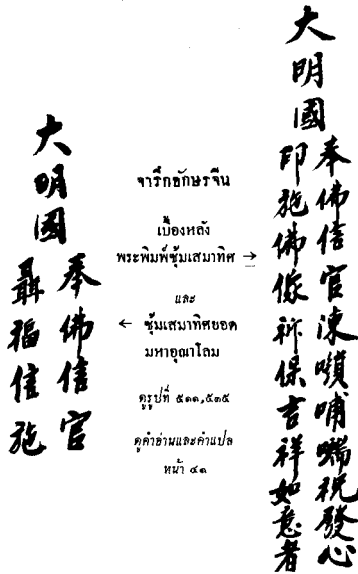 大明國
奉佛信官祝發心
印施佛像祈保吉祥如意者
จารึกอักษรจีน
เบื้องหลัง
พระพิมพ์ซุ้มเสมาทิศ →
และ
← ซุ้มเสมาทิศยอด
มหาอุณาโลม
ดูรูปที่ ๕๑๑,๕๓๕
ดูคำอ่านและคำแปล
หน้า ๔๑
大明國
奉佛信官
聶福信施